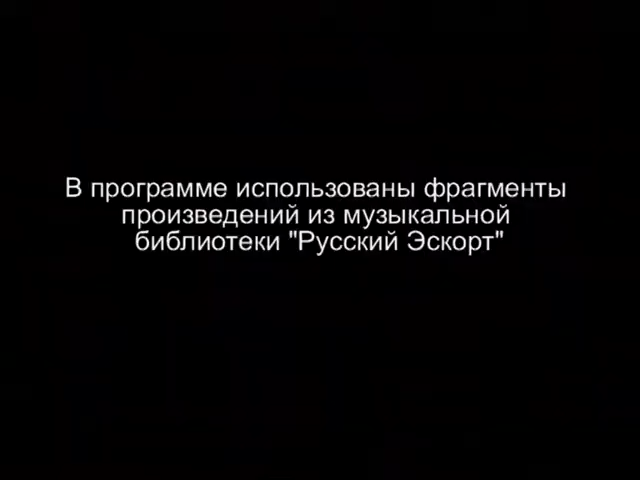 В программе использованы фрагменты
произведений из музыкальной
библиотеки "Русский Эскорт"